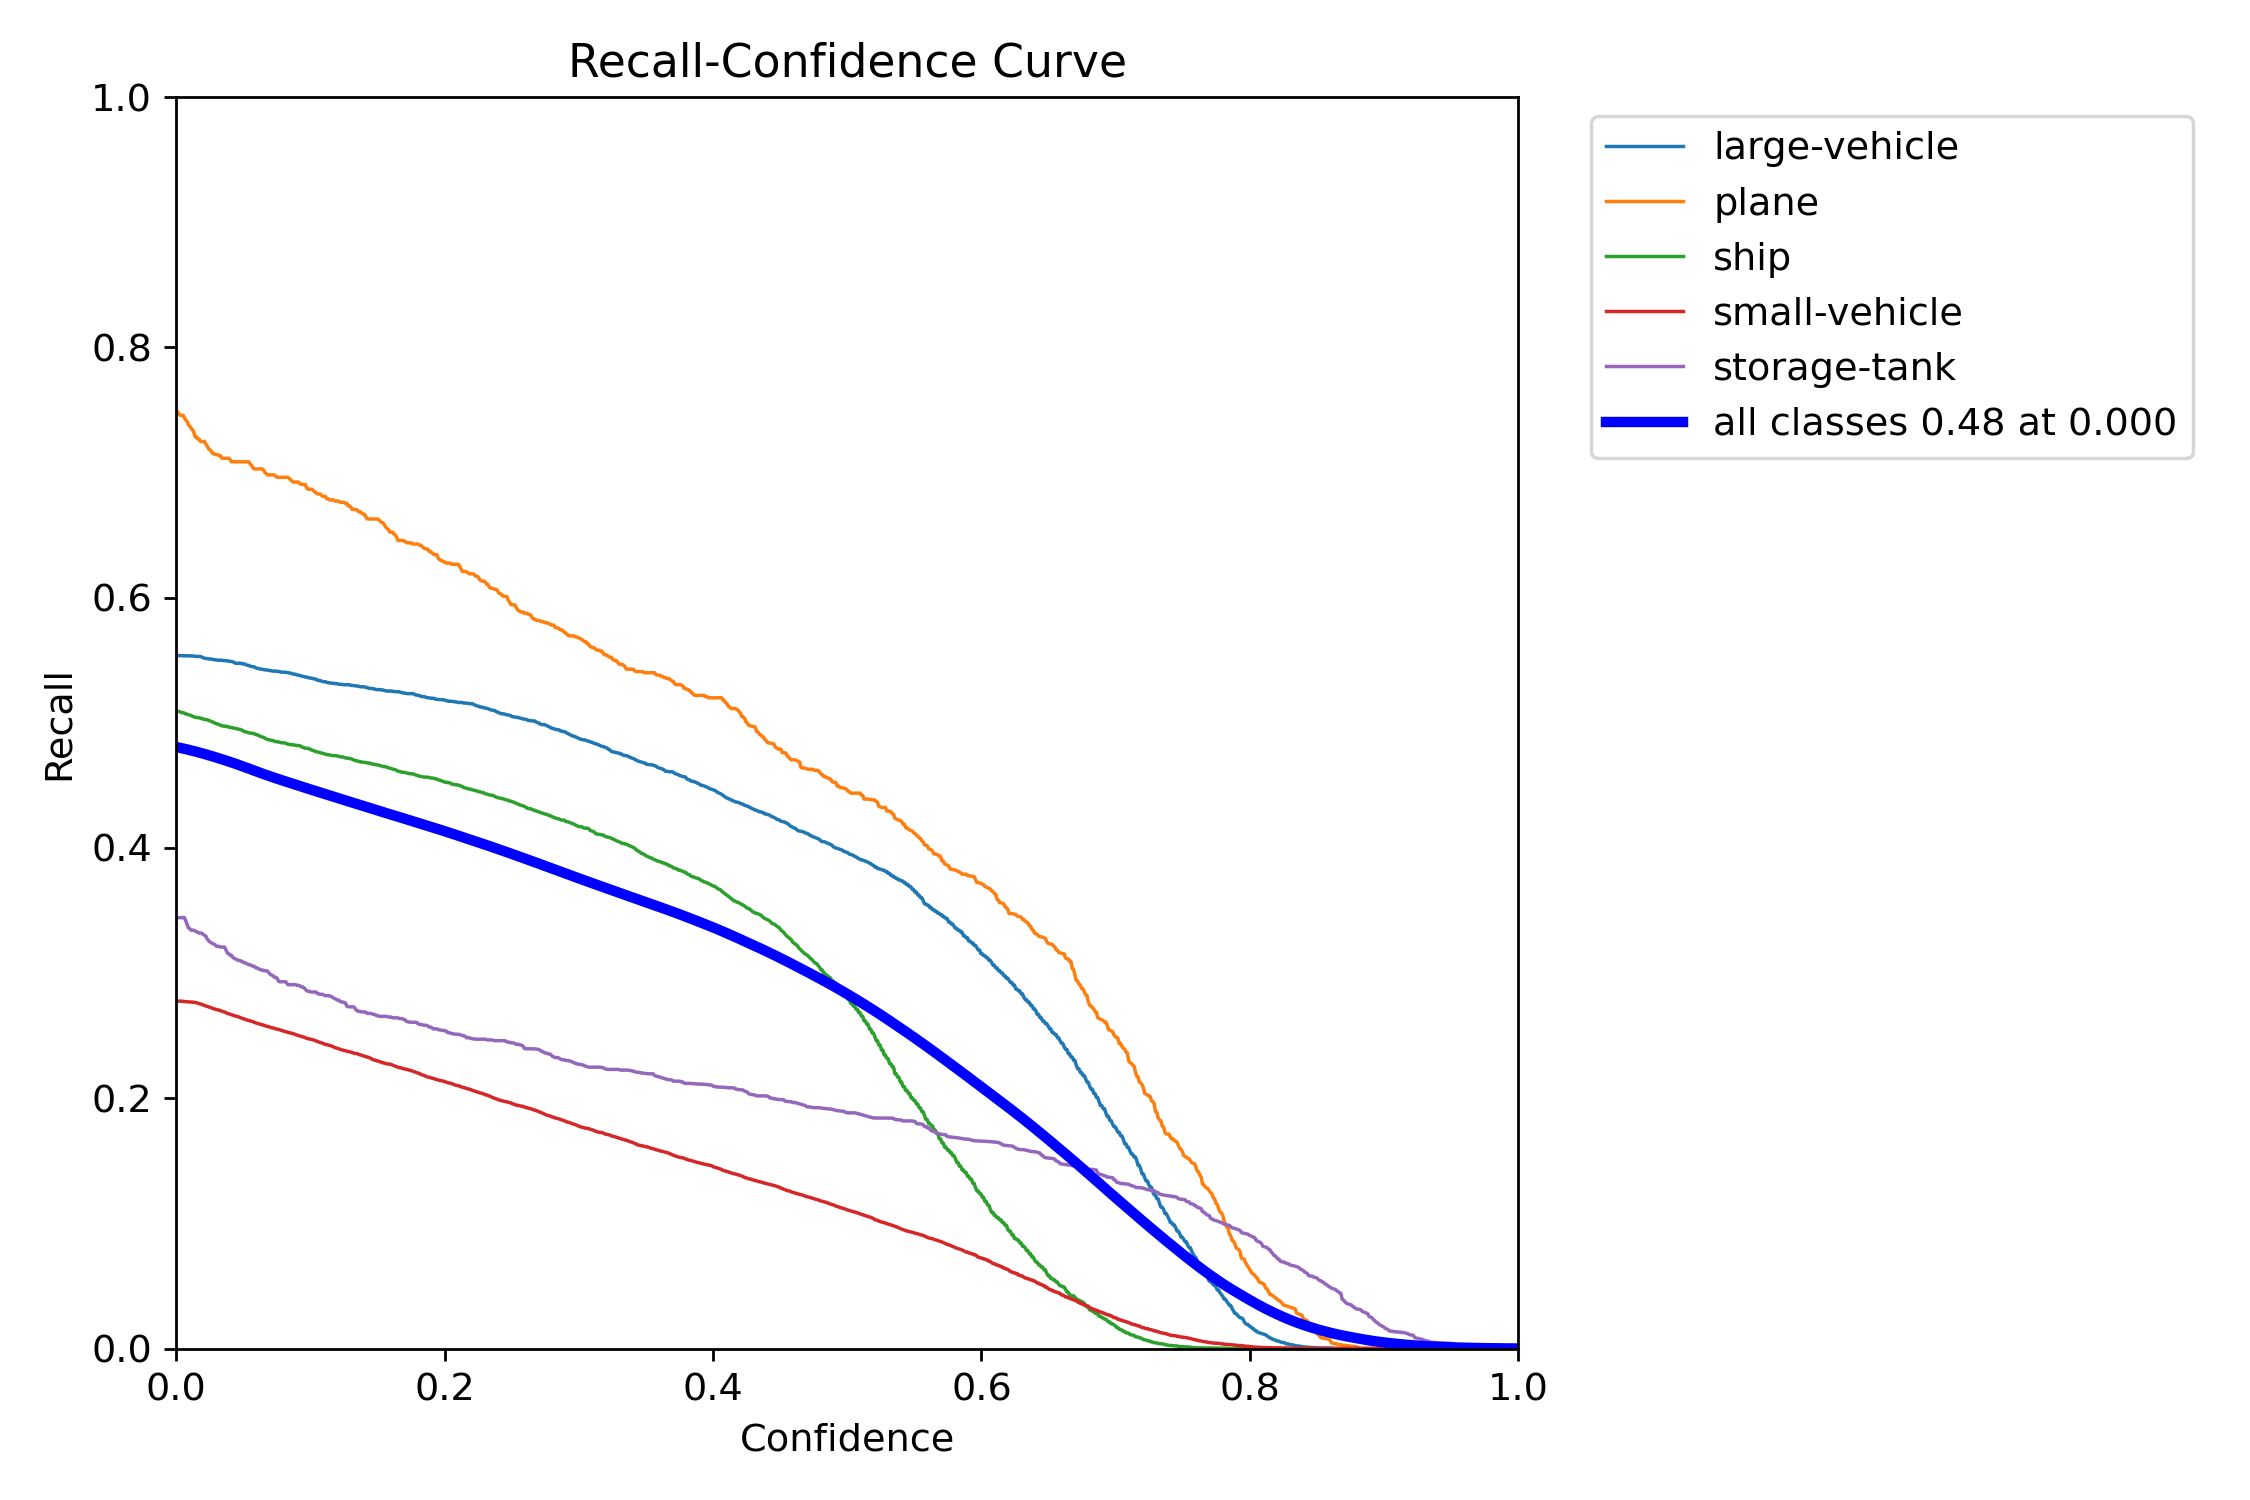 Recall-Confidence Curve
1.0
0.8
0.6
0.4
0.2
0.0
Recall
0.0 0.2 0.4 0.6 0.8 1.0
Confidence
large-vehicle
plane
ship
small-vehicle
storage-tank
all classes 0.48 at 0.000